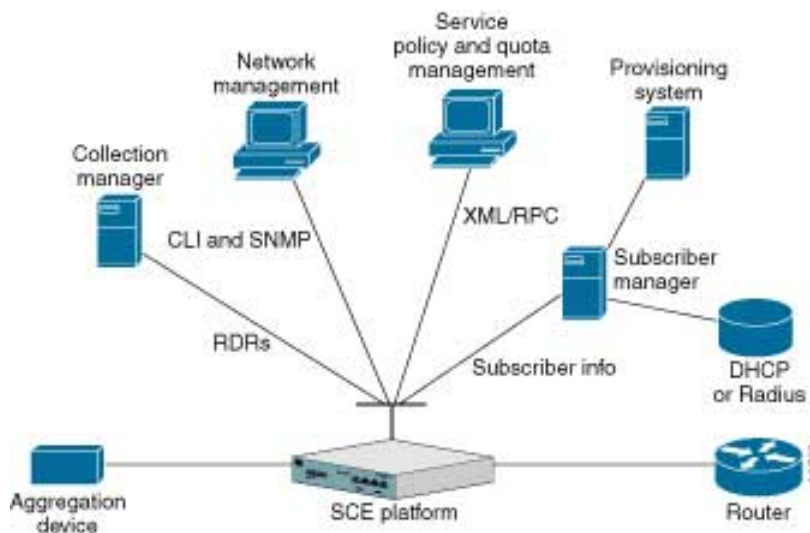 Service
policy and quota
management
Network
management
Provisioning
system
Collection
manager
CLI and SNMP
XML/RPC
Subscriber
manager
RDRs
Subscriber info
DHCP
or Radius
Aggregation
device
SCE platform
Router